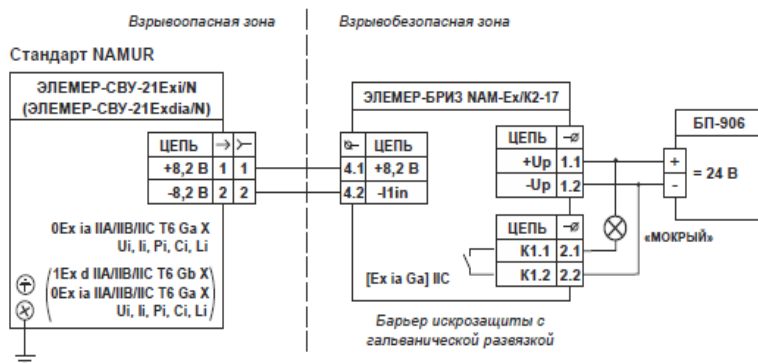 Взрывоопасная зона
Взрывобезопасная зона
Стандарт NAMUR
ЭЛЕМЕР-СВУ-21Exi/N
(ЭЛЕМЕР-СВУ-21Exdia/N)
ЦЕПЬ
+8,2 В 1 1
-8,2 В 2 2
0Ex ia IIA/IIB/IIC T6 Ga X
Ui, Ii, Pi, Ci, Li
(1Ex d IIA/IIB/IIC T6 Gb X
0Ex ia IIA/IIB/IIC T6 Ga X
Ui, Ii, Pi, Ci, Li)
ЭЛЕМЕР-БРИЗ NAM-Ex/K2-17
ЦЕПЬ
4.1 +8,2 В
4.2 -I1in
ЦЕПЬ
+Up 1.1
-Up 1.2
ЦЕПЬ
K1.1 2.1
K1.2 2.2
[Ex ia Ga] IIC
Барьер искрозащиты с
гальванической развязкой
БП-906
+
= 24 В
-
«МОКРЫЙ»